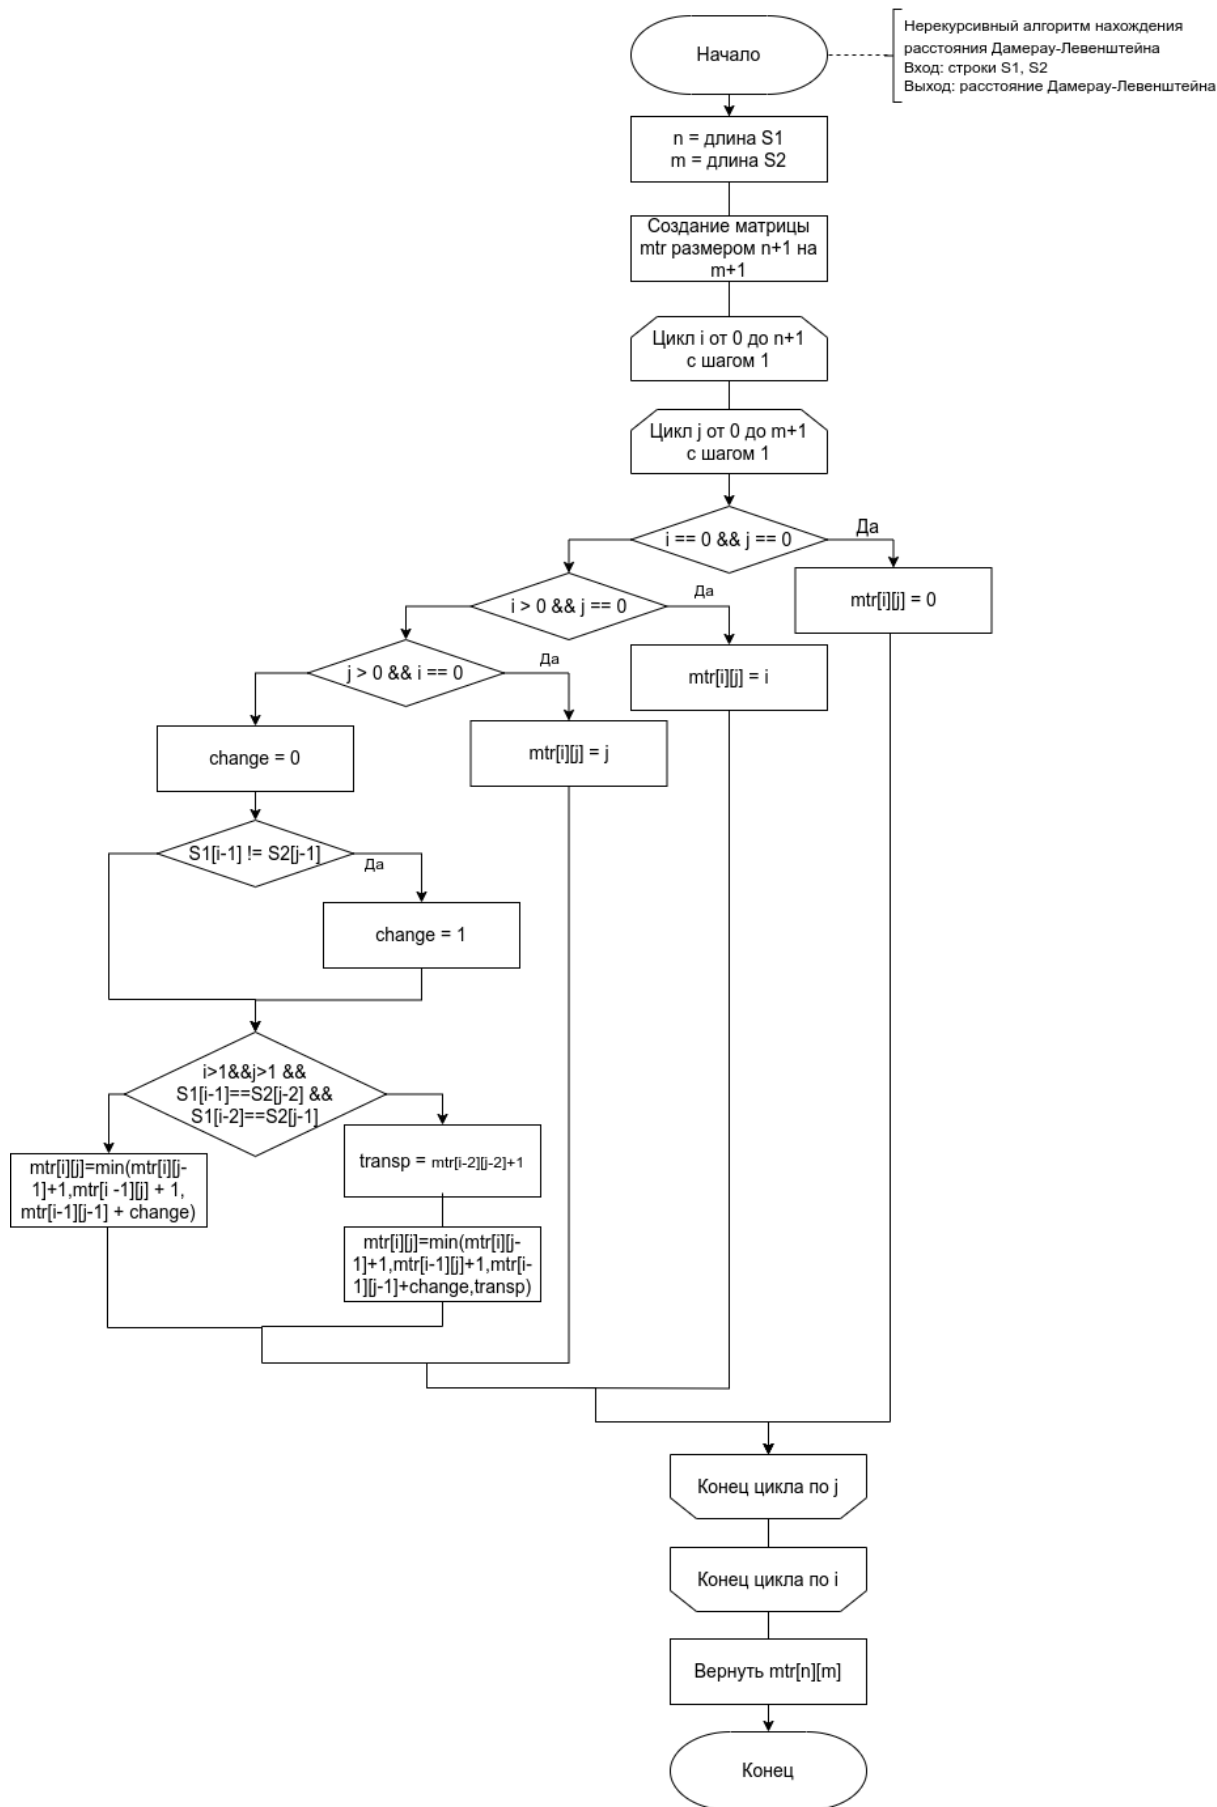 Начало
Нерекурсивный алгоритм нахождения
расстояния Дамерау-Левенштейна
Вход: строки S1, S2
Выход: расстояние Дамерау-Левенштейна
n = длина S1
m = длина S2
Создание матрицы
mtr размером n+1 на
m+1
Цикл i от 0 до n+1
с шагом 1
Цикл j от 0 до m+1
с шагом 1
i == 0 && j == 0
Да
mtr[i][j] = 0
i > 0 && j == 0
Да
mtr[i][j] = i
j > 0 && i == 0
Да
mtr[i][j] = j
change = 0
S1[i-1] != S2[j-1]
Да
change = 1
i>1&&j>1 &&
S1[i-1]==S2[j-2] &&
S1[i-2]==S2[j-1]
mtr[i][j]=min(mtr[i][j-
1]+1,mtr[i -1][j] + 1,
mtr[i-1][j-1] + change)
transp = mtr[i-2][j-2]+1
mtr[i][j]=min(mtr[i][j-
1]+1,mtr[i-1][j]+1,mtr[i-
1][j-1]+change,transp)
Конец цикла по j
Конец цикла по i
Вернуть mtr[n][m]
Конец